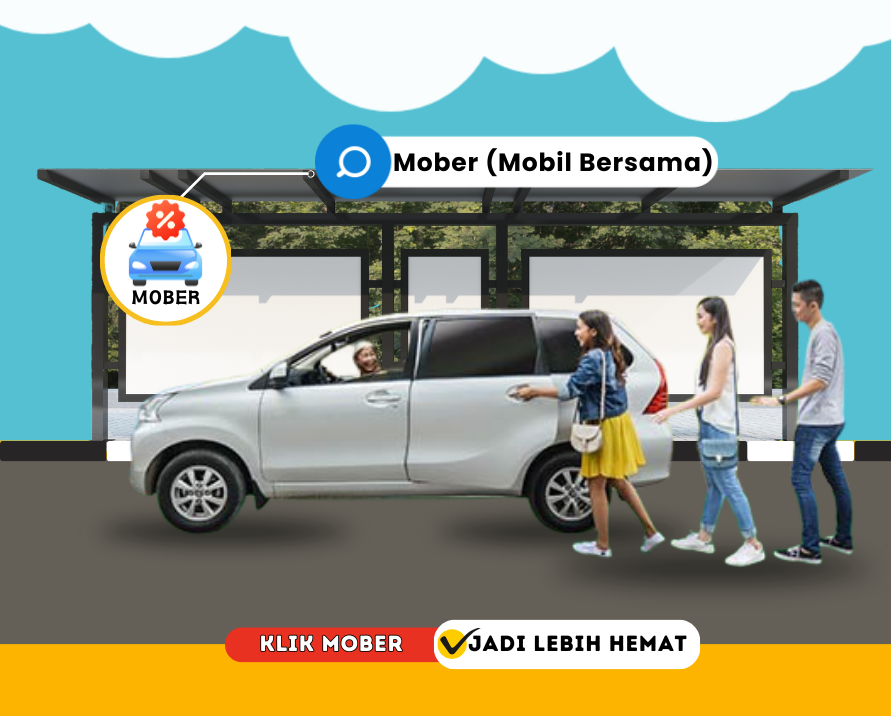 Mober (Mobil Bersama)
%
MOBER
KLIK MOBER
JADI LEBIH HEMAT